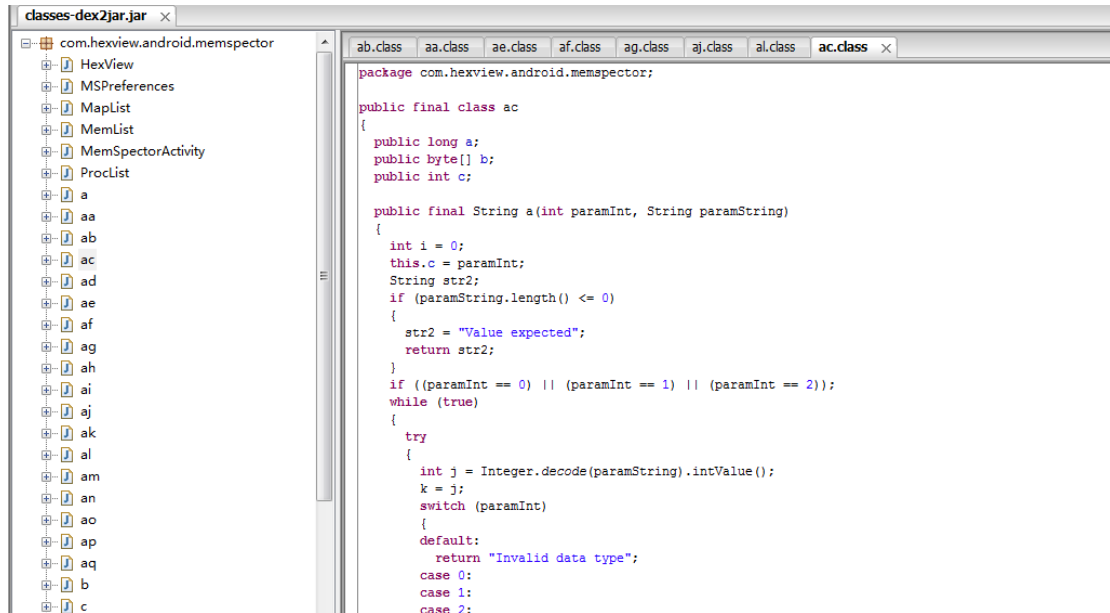 classes-dex2jar.jar
com.hexview.android.memspector
HexView
MSPreferences
MapList
MemList
MemSpectorActivity
ProcList
a
aa
ab
ac
ad
ae
af
ag
ah
ai
aj
ak
al
am
an
ao
ap
aq
b
c
ab.class aa.class ae.class af.class ag.class aj.class al.class ac.class
package com.hexview.android.memspector;
public final class ac
{
public long a;
public byte[] b;
public int c;
public final String a(int paramInt, String paramString)
{
int i = 0;
this.c = paramInt;
String str2;
if (paramString.length() <= 0)
{
str2 = "Value expected";
return str2;
}
if ((paramInt == 0) || (paramInt == 1) || (paramInt == 2));
while (true)
{
try
{
int j = Integer.decode(paramString).intValue();
k = j;
switch (paramInt)
{
default:
return "Invalid data type";
case 0:
case 1:
case 2: